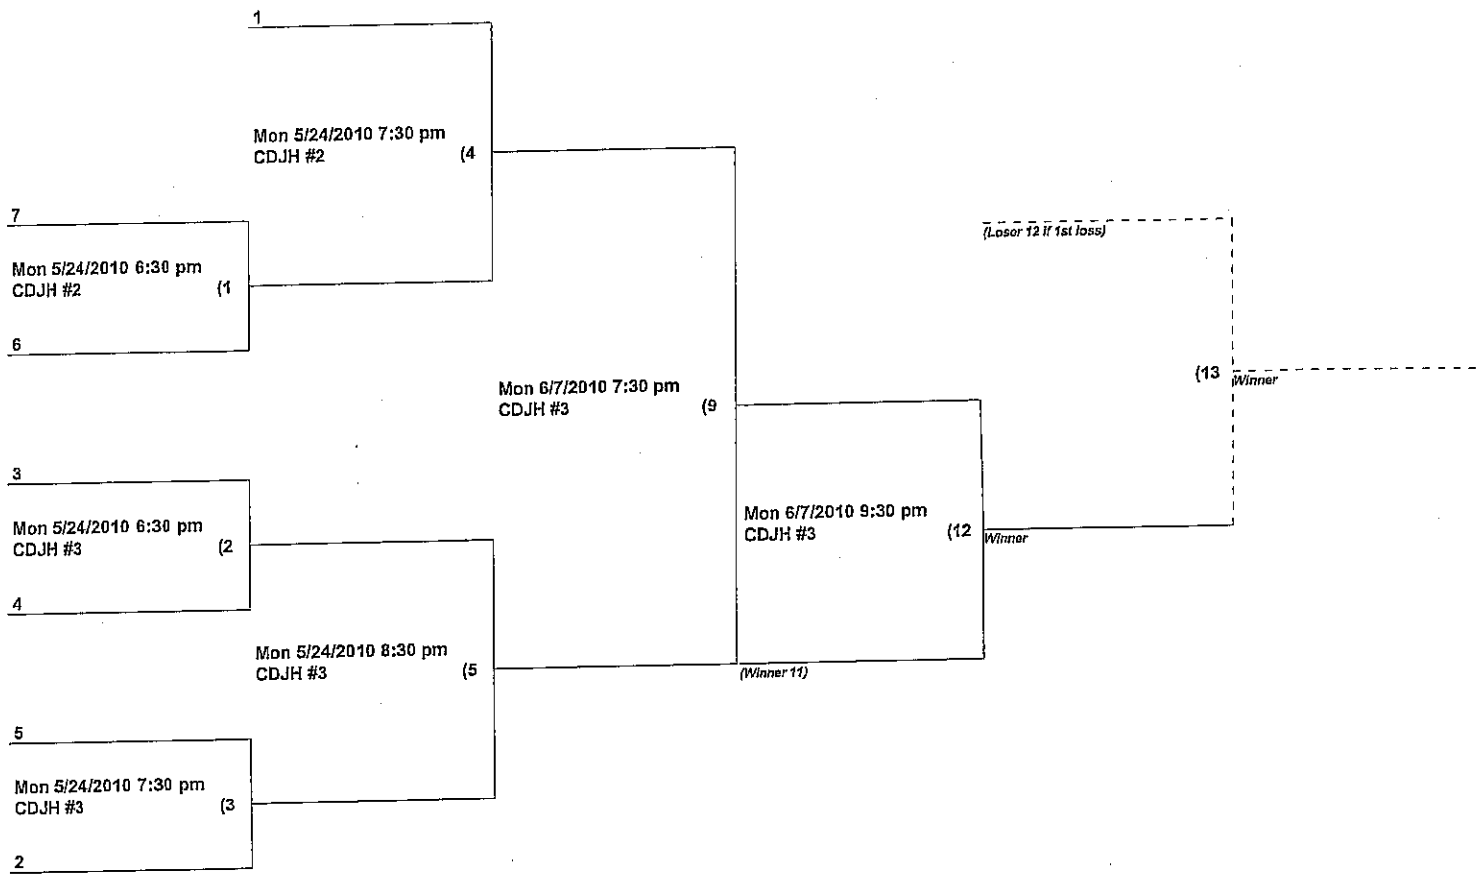 1
Mon 5/24/2010 7:30 pm
CDJH #2 (4
7
Mon 5/24/2010 6:30 pm
CDJH #2 (1
6
(Loser 12 if 1st loss)
(13 Winner
Mon 6/7/2010 7:30 pm
CDJH #3 (9
3
Mon 5/24/2010 6:30 pm
CDJH #3 (2
4
Mon 6/7/2010 9:30 pm
CDJH #3 (12 Winner
Mon 5/24/2010 8:30 pm
CDJH #3 (5
(Winner 11)
5
Mon 5/24/2010 7:30 pm
CDJH #3 (3
2